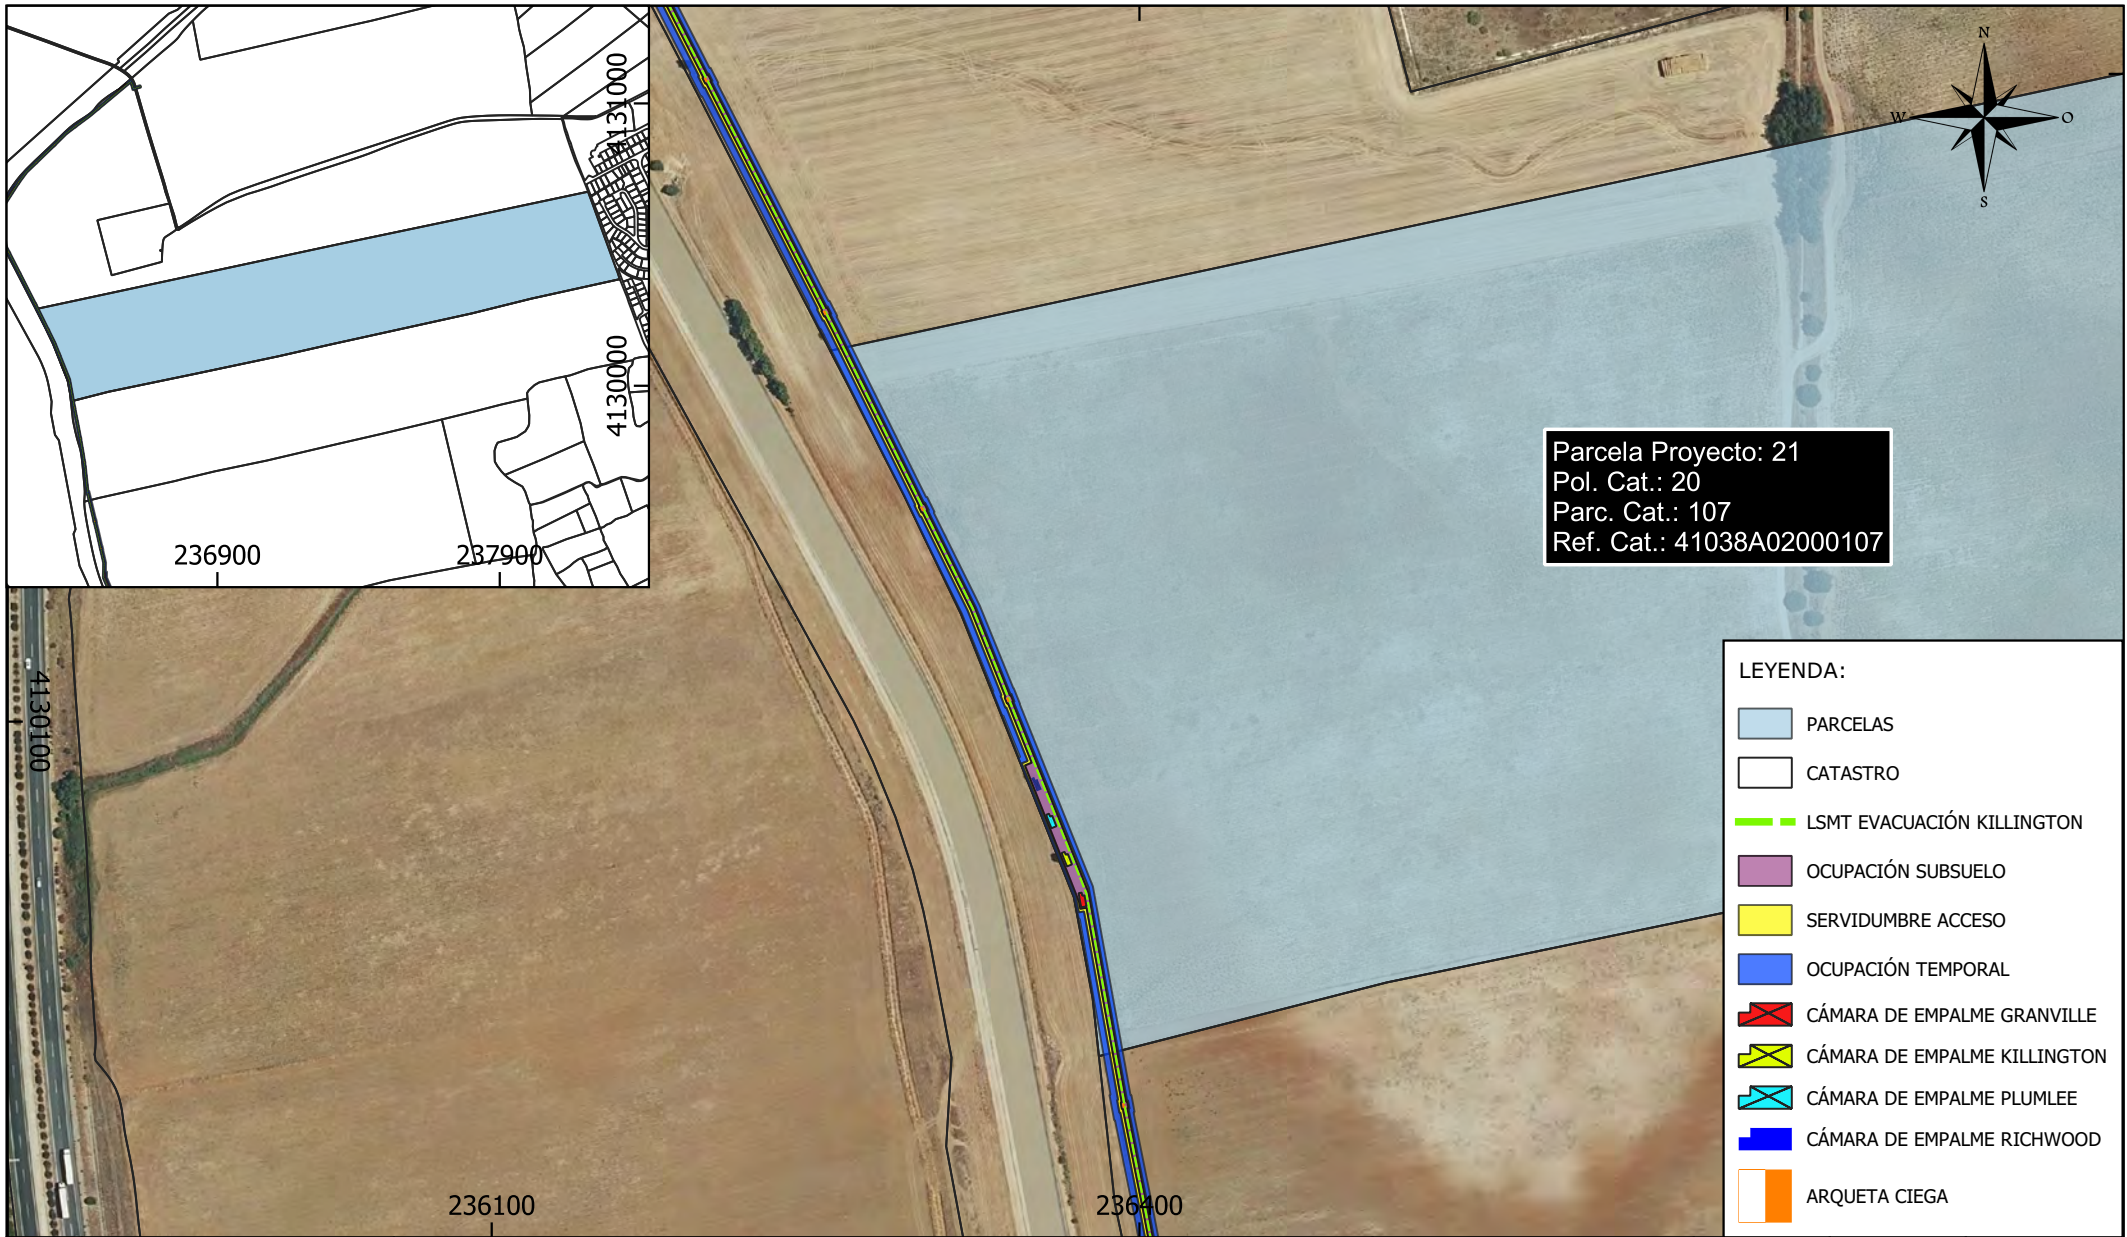 4131000
4130000
236900
237900
N
W
O
S
Parcela Proyecto: 21
Pol. Cat.: 20
Parc. Cat.: 107
Ref. Cat.: 41038A02000107
4130100
236100
236400
LEYENDA:
PARCELAS
CATASTRO
LSMT EVACUACIÓN KILLINGTON
OCUPACIÓN SUBSUELO
SERVIDUMBRE ACCESO
OCUPACIÓN TEMPORAL
CÁMARA DE EMPALME GRANVILLE
CÁMARA DE EMPALME KILLINGTON
CÁMARA DE EMPALME PLUMLEE
CÁMARA DE EMPALME RICHWOOD
ARQUETA CIEGA